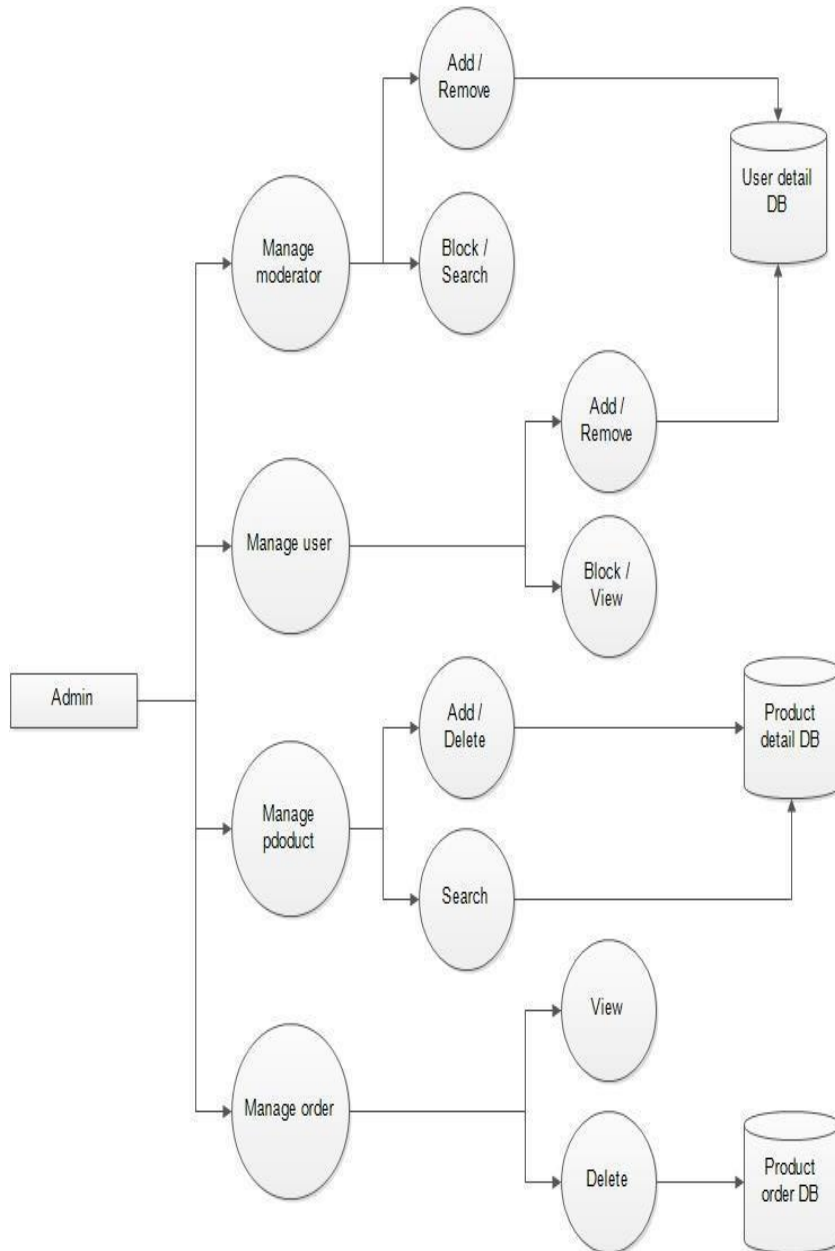 Add /
Remove
User detail
DB
Manage
moderator
Block /
Search
Add /
Remove
Manage user
Block /
View
Admin
Add /
Delete
Product
detail DB
Manage
pdoduct
Search
View
Manage order
Delete
Product
order DB